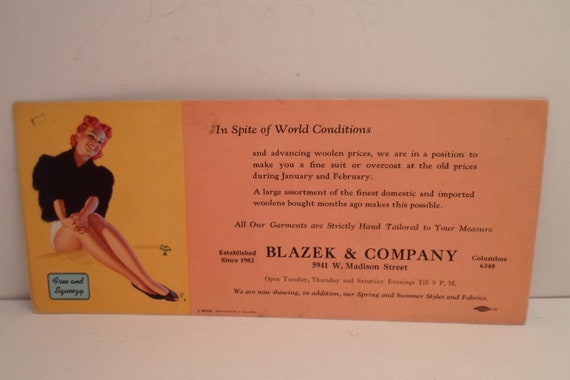 In Spite of World Conditions
and advancing woolen prices, we are in a position to
make you a fine suit or overcoat at the old prices
during January and February.
A large assortment of the finest domestic and imported
woolens bought months ago makes this possible.
All Our Garments are Strictly Hand Tailored to Your Measure
Established
Since 1902
BLAZEK & COMPANY
5941 W. Madison Street
Columbus
6340
Open Tuesday, Thursday and Saturday Evenings Till 9 P. M.
We are now showing, in addition, our Spring and Summer Styles and Fabrics.
Free and
Squeezy